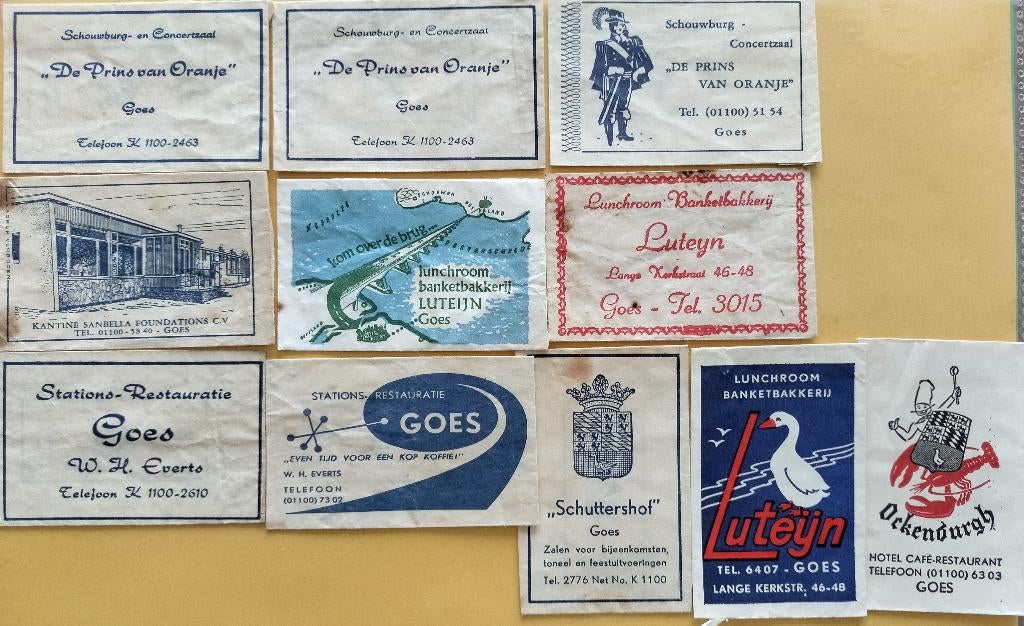 Schouwburg- en Concertzaal
„De Prins van Oranje"
Goes
Telefoon K 1100-2463
Schouwburg- en Concertzaal
„De Prins van Oranje"
Goes
Telefoon K 1100-2463
Schouwburg -
Concertzaal
„DE PRINS
VAN ORANJE"
Tel. (01100) 51 54
Goes
KANTINE SANBELLA FOUNDATIONS C.V
TEL. 01100-5840 - GOES
SCHOUWEN
DUIVELAND
kom over de brug...
OOSTERSCHELDE
lunchroom
banketbakkerij
LUTEIJN
Goes
Lunchroom Banketbakkerij
Luteyn
Lange Kerkstraat 46-48
Goes - Tel. 3015
Stations-Restauratie
Goes
W. H. Everts
Telefoon K 1100-2610
STATIONS-RESTAURATIE
GOES
„EVEN TIJD VOOR EEN KOP KOFFIE!"
W. H. EVERTS
TELEFOON
(01100) 73 02
„Schuttershof"
Goes
Zalen voor bijeenkomsten,
toneel en feestuitvoeringen
Tel. 2776 Net No. K 1100
LUNCHROOM
BANKETBAKKERIJ
Luteijn
TEL. 6407 - GOES
LANGE KERKSTR. 46-48
Ockenburgh
HOTEL CAFÉ-RESTAURANT
TELEFOON (01100) 63 03
GOES